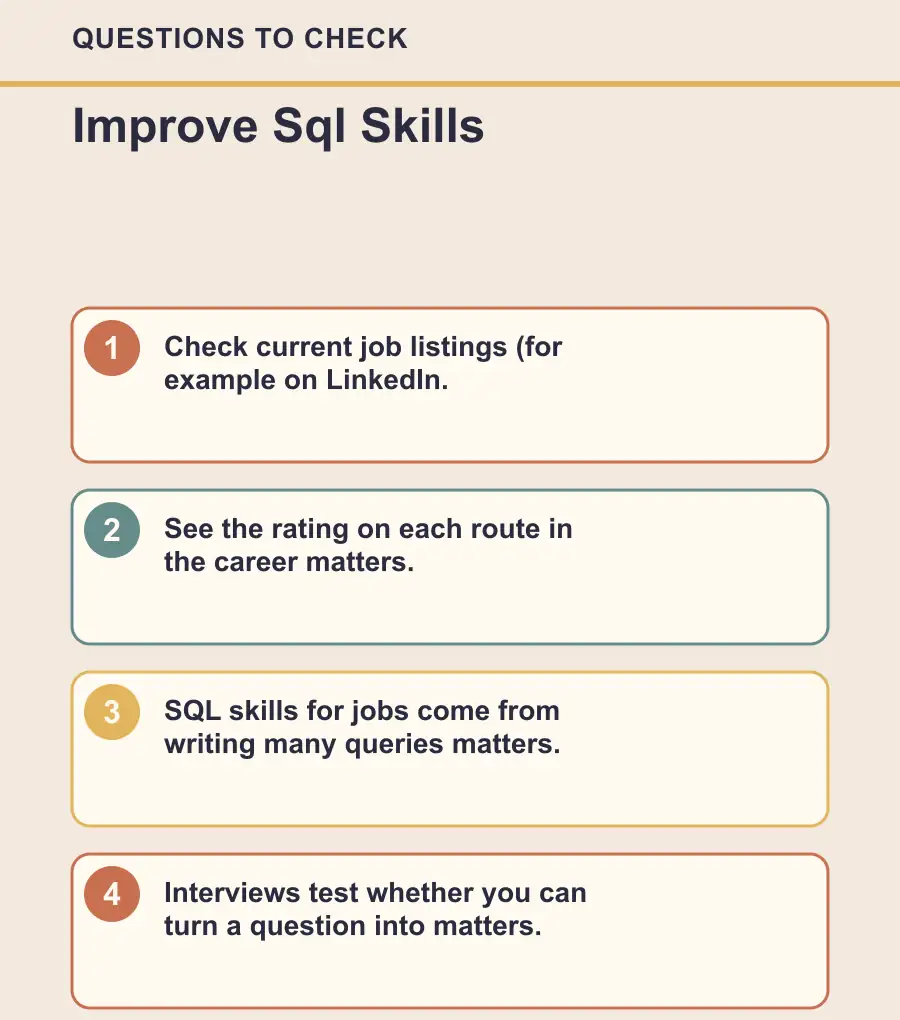 QUESTIONS TO CHECK
Improve Sql Skills
1
Check current job listings (for
example on LinkedIn.
2
See the rating on each route in
the career matters.
3
SQL skills for jobs come from
writing many queries matters.
4
Interviews test whether you can
turn a question into matters.